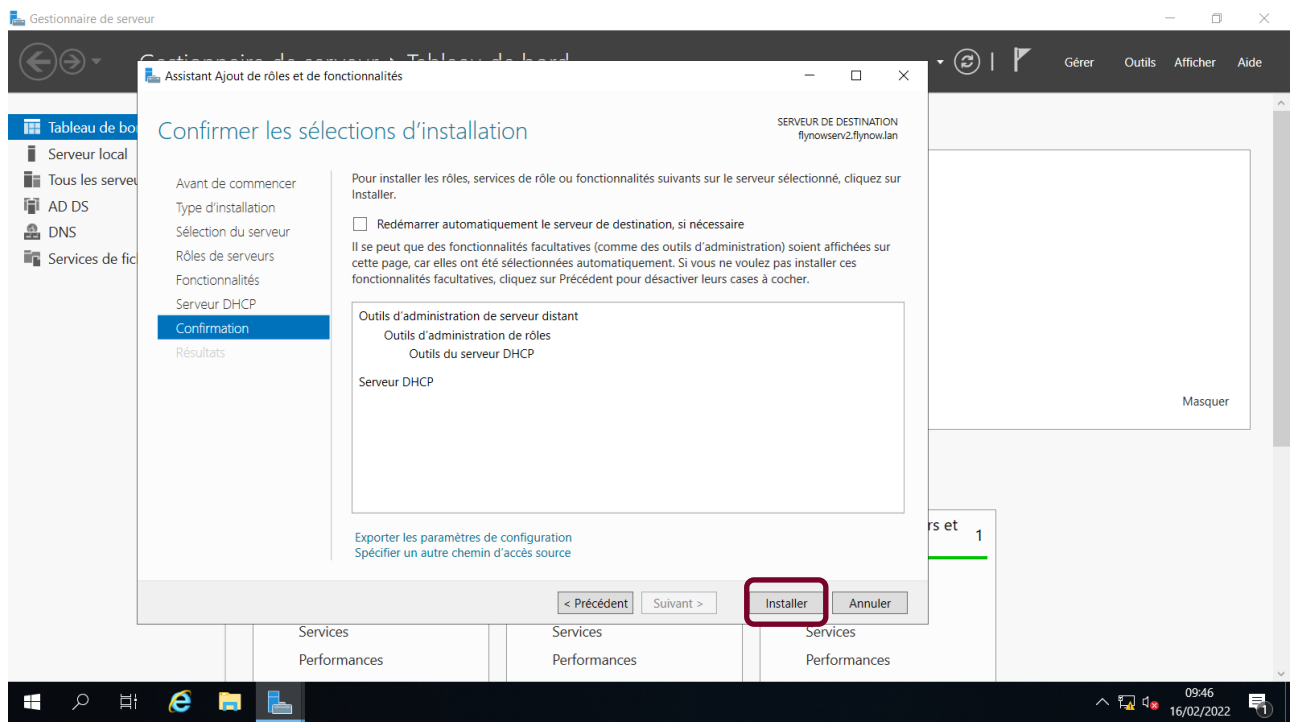 Gestionnaire de serveur
Gérer Outils Afficher Aide
Assistant Ajout de rôles et de fonctionnalités
Confirmer les sélections d'installation
SERVEUR DE DESTINATION
flynowserv2.flynow.lan
Tableau de bo
Serveur local
Tous les serveu
AD DS
DNS
Services de fic
Avant de commencer
Type d'installation
Sélection du serveur
Rôles de serveurs
Fonctionnalités
Serveur DHCP
Confirmation
Résultats
Pour installer les rôles, services de rôle ou fonctionnalités suivants sur le serveur sélectionné, cliquez sur
Installer.
Redémarrer automatiquement le serveur de destination, si nécessaire
Il se peut que des fonctionnalités facultatives (comme des outils d'administration) soient affichées sur
cette page, car elles ont été sélectionnées automatiquement. Si vous ne voulez pas installer ces
fonctionnalités facultatives, cliquez sur Précédent pour désactiver leurs cases à cocher.
Outils d'administration de serveur distant
Outils d'administration de rôles
Outils du serveur DHCP
Serveur DHCP
Exporter les paramètres de configuration
Spécifier un autre chemin d'accès source
< Précédent Suivant > Installer Annuler
Masquer
rs et 1
Services Services Services
Performances Performances Performances
09:46
16/02/2022
1